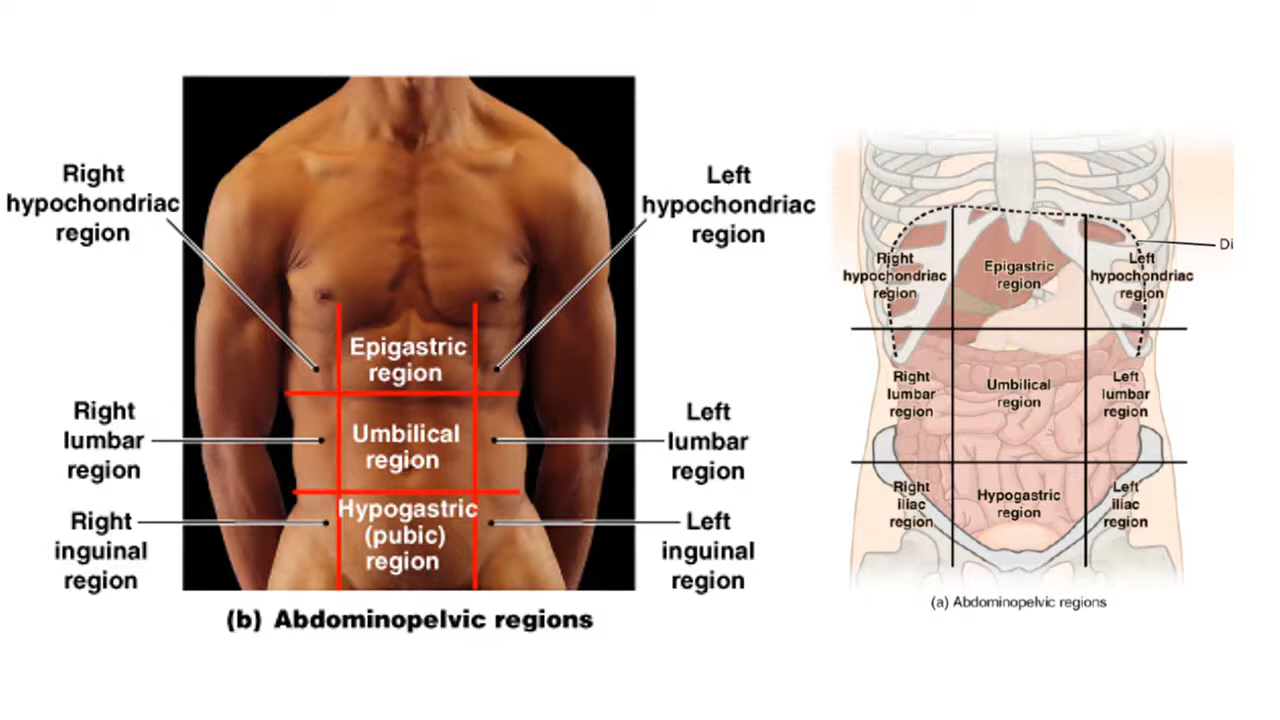 Right
hypochondriac
region
Left
hypochondriac
region
Epigastric
region
Right
lumbar
region
Umbilical
region
Left
lumbar
region
Right
inguinal
region
Hypogastric
(pubic)
region
Left
inguinal
region
(b) Abdominopelvic regions
Right
hypochondriac
region
Epigastric
region
Left
hypochondriac
region
Di
Right
lumbar
region
Umbilical
region
Left
lumbar
region
Right
iliac
region
Hypogastric
region
Left
iliac
region
(a) Abdominopelvic regions